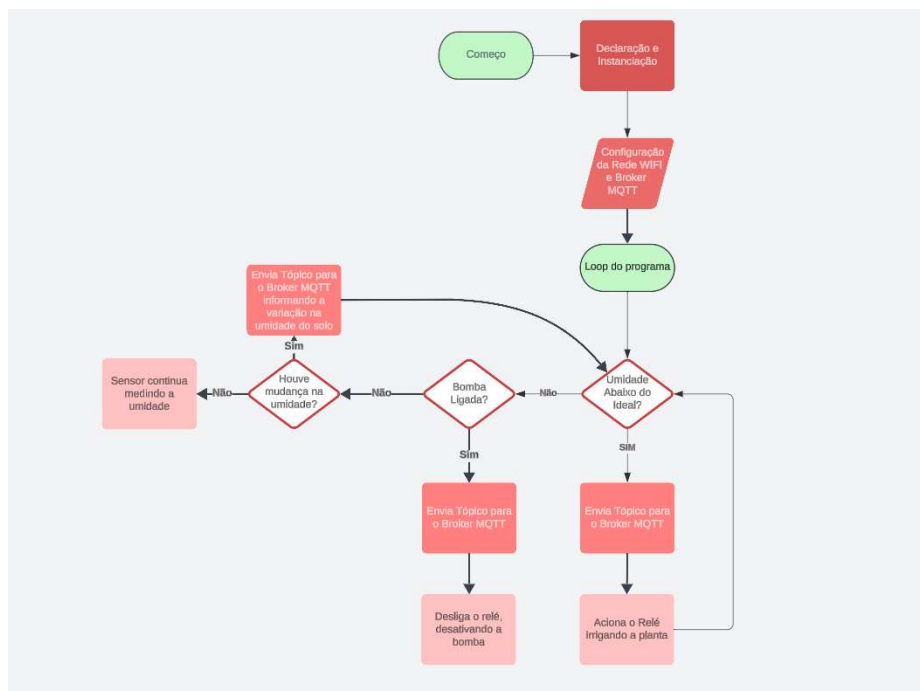 Começo
Declaração e
Instanciação
Configuração
da Rede WIFI
e Broker
MQTT
Loop do programa
Envia Tópico para
o Broker MQTT
informando a
variação na
umidade do solo
Sim
Sensor continua
medindo a
umidade
Não
Houve
mudança na
umidade?
Não
Bomba
Ligada?
Não
Umidade
Abaixo do
Ideal?
Sim
SIM
Envia Tópico para
o Broker MQTT
Envia Tópico para
o Broker MQTT
Desliga o relé,
desativando a
bomba
Aciona o Relé
irrigando a planta